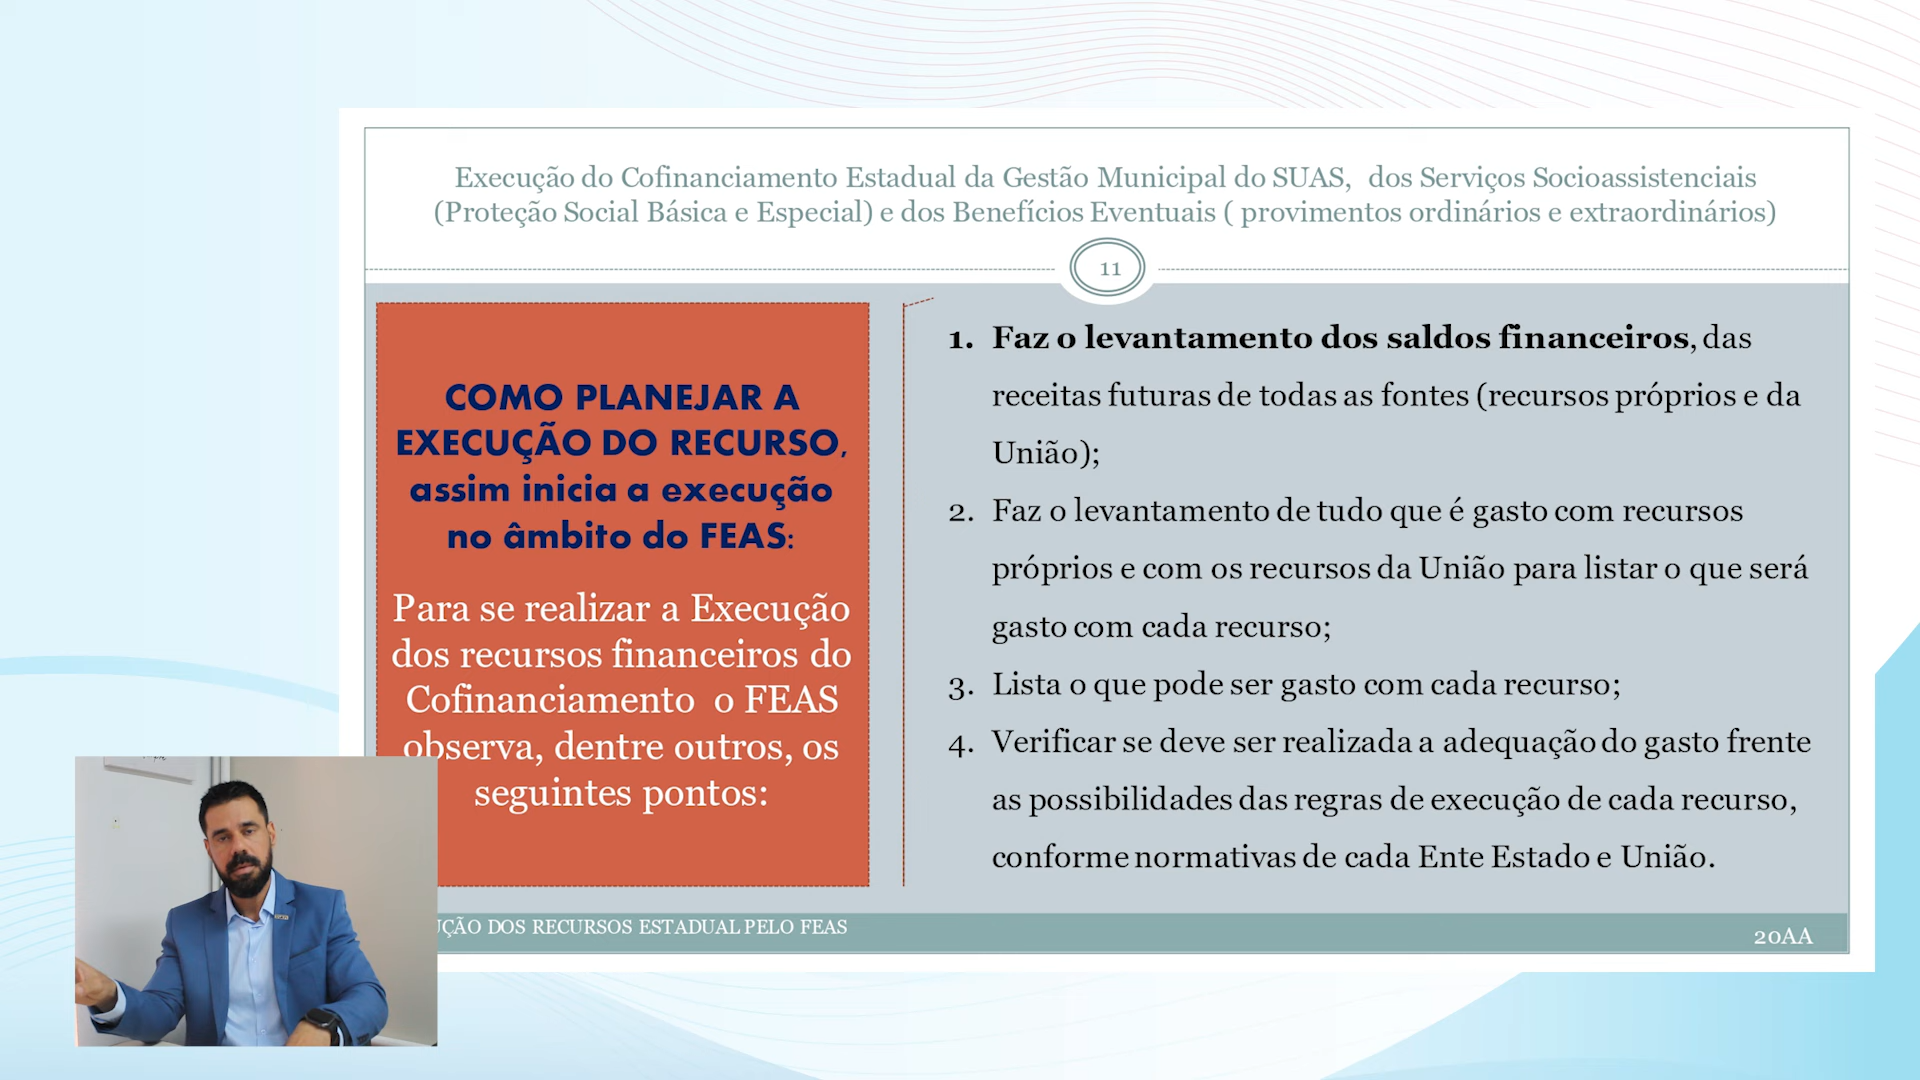 Execução do Cofinanciamento Estadual da Gestão Municipal do SUAS, dos Serviços Socioassistenciais
(Proteção Social Básica e Especial) e dos Benefícios Eventuais ( provimentos ordinários e extraordinários)
11
COMO PLANEJAR A
EXECUÇÃO DO RECURSO,
assim inicia a execução
no âmbito do FEAS:
Para se realizar a Execução
dos recursos financeiros do
Cofinanciamento o FEAS
observa, dentre outros, os
seguintes pontos:
1. Faz o levantamento dos saldos financeiros, das
receitas futuras de todas as fontes (recursos próprios e da
União);
2. Faz o levantamento de tudo que é gasto com recursos
próprios e com os recursos da União para listar o que será
gasto com cada recurso;
3. Lista o que pode ser gasto com cada recurso;
4. Verificar se deve ser realizada a adequação do gasto frente
as possibilidades das regras de execução de cada recurso,
conforme normativas de cada Ente Estado e União.
UÇÃO DOS RECURSOS ESTADUAL PELO FEAS
20AA